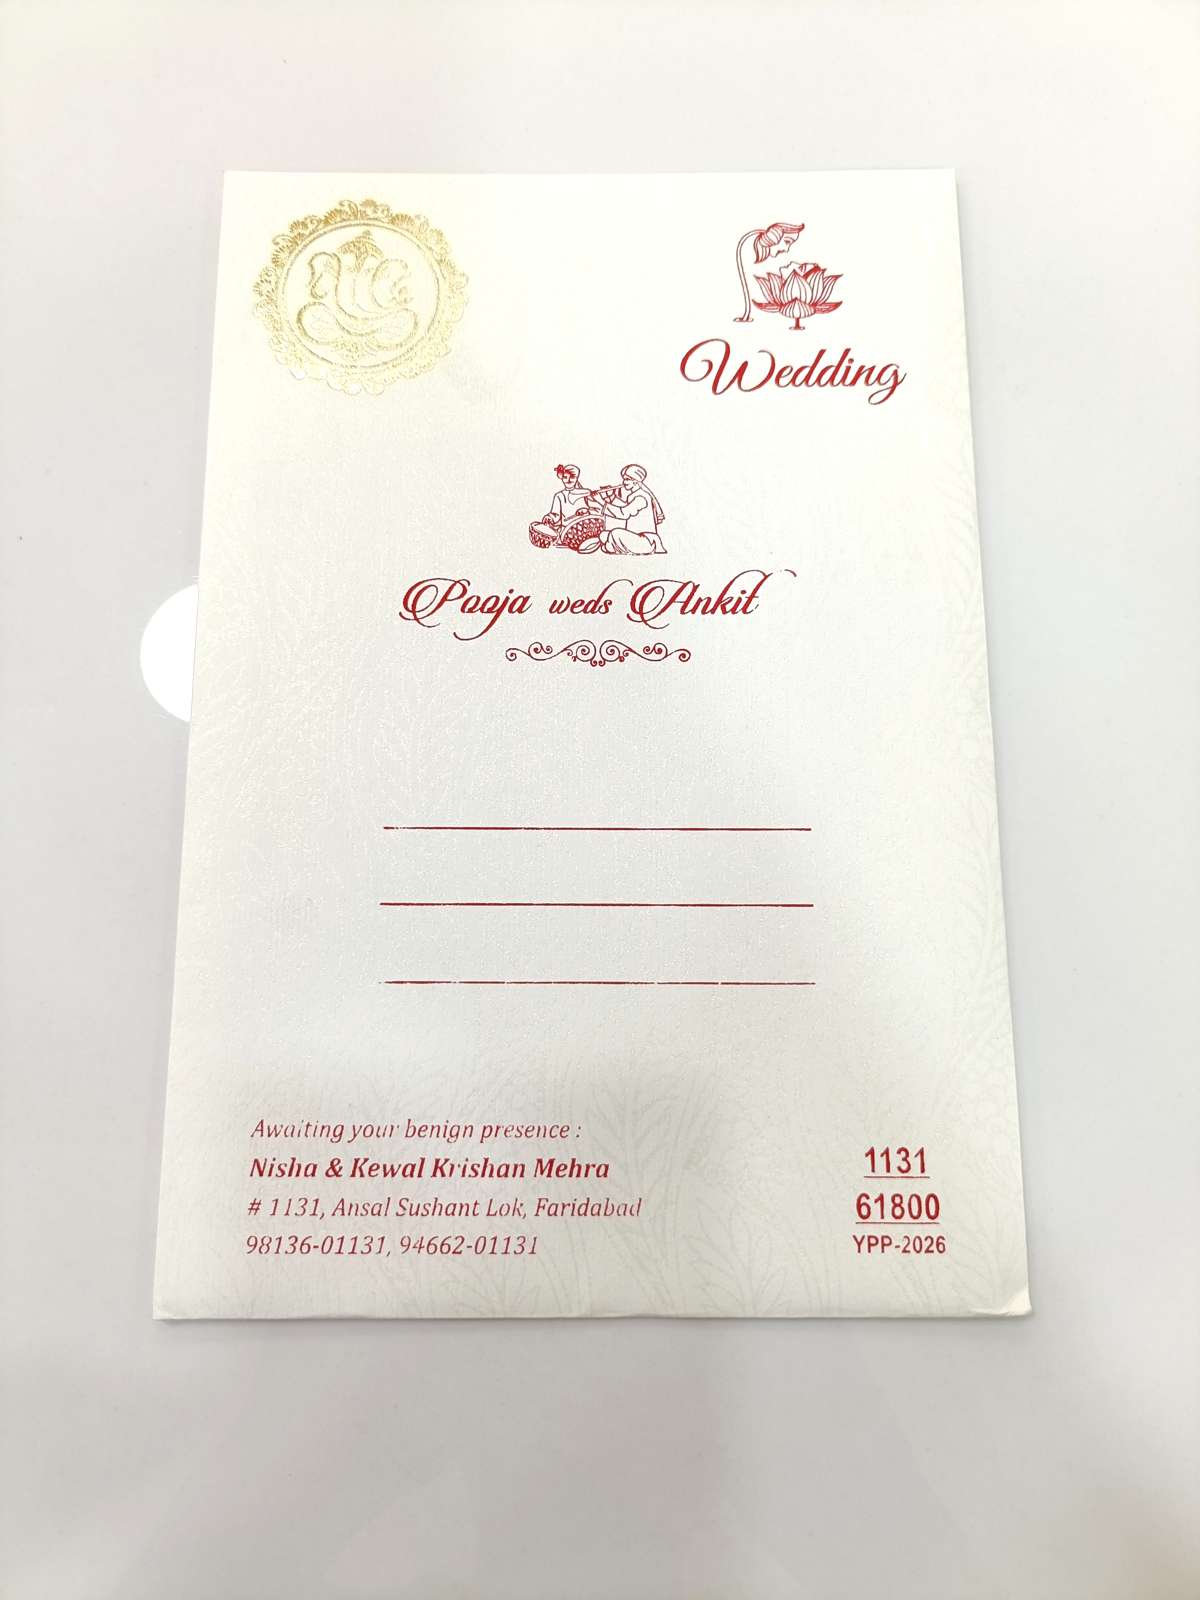 Wedding
Pooja weds Ankit
Awaiting your benign presence :
Nisha & Kewal Krishan Mehra
# 1131, Ansal Sushant Lok, Faridabad
98136-01131, 94662-01131
1131
61800
YPP-2026